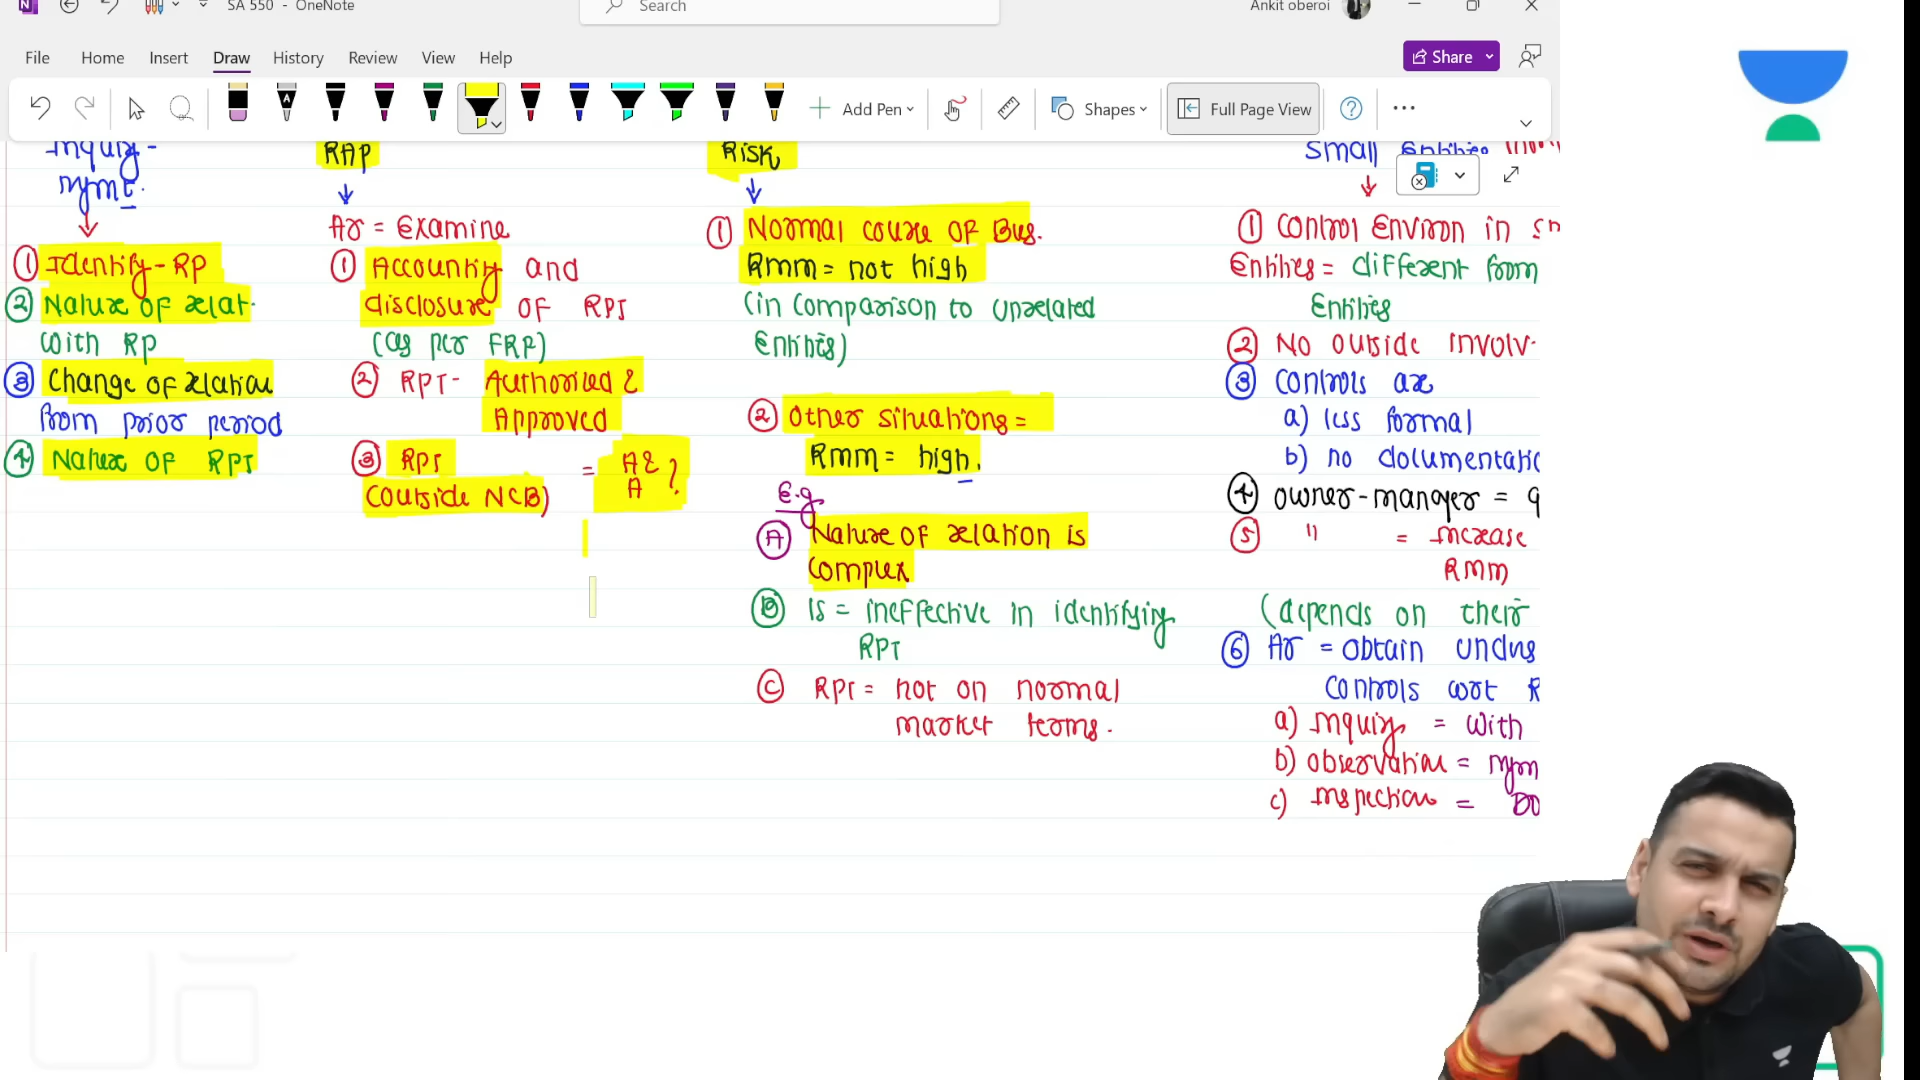 SA 550 - OneNote
Search
Ankit oberoi
File Home Insert Draw History Review View Help
Share
Add Pen
Shapes
Full Page View
Inquiry -
mgmt.
① Identify - RP
② Nature of relat.
with RP
③ Change of relation
from prior period
④ Nature of RPT
RAP
Ar = Examine
① Accounting and
disclosure of RPT
(as per FRF)
② RPT - Authorised &
Approved
③ RPT
(outside NCB)
= A &
A ?
Risk
① Normal course of Bus.
Rmm = not high
(in comparison to unrelated
Entities)
② Other situations =
Rmm = high.
E.g.
Ⓐ Nature of relation is
Complex
Ⓑ Is = ineffective in identifying
RPT
Ⓒ RPT = not on normal
market terms.
Small Entities
① Control Environ in
Entities = different from
Entities
② No outside involv.
③ Controls are
a) less formal
b) no documentatio
④ owner-manager =
⑤ " = Increase
RMM
(depends on their
⑥ Ar = obtain
Controls wrt R
a) Inquiry = with
b) observation = mgm
c) Inspection = Do